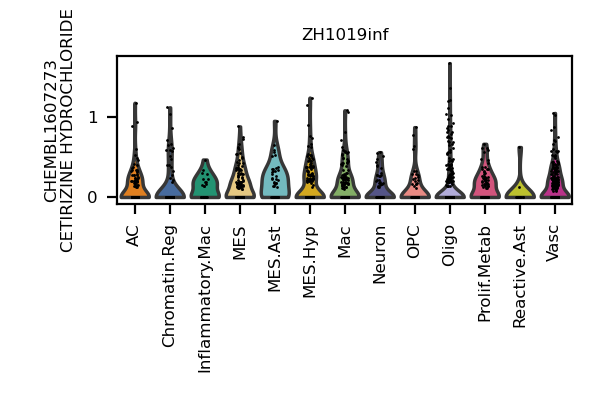 ZH1019inf
CHEMBL1607273
CETIRIZINE HYDROCHLORIDE
1
0
AC
Chromatin.Reg
Inflammatory.Mac
MES
MES.Ast
MES.Hyp
Mac
Neuron
OPC
Oligo
Prolif.Metab
Reactive.Ast
Vasc